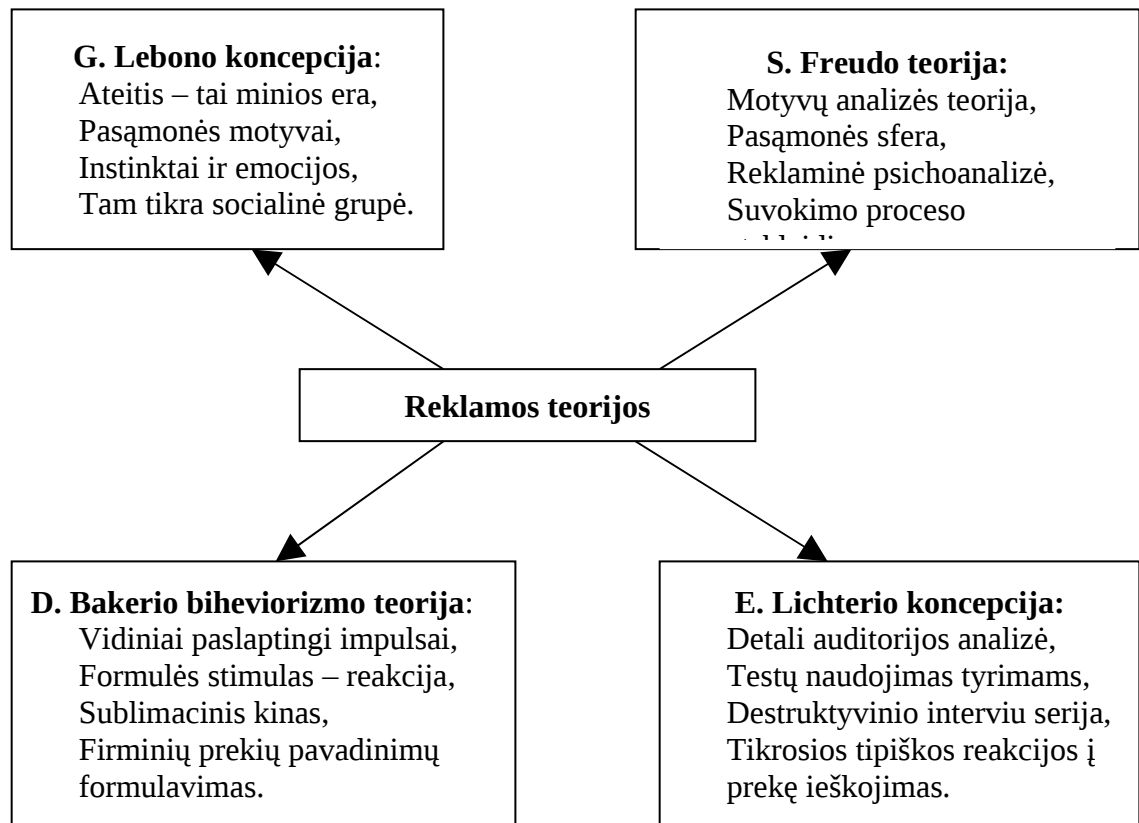 G. Lebono koncepcija:
Ateitis – tai minios era,
Pasąmonės motyvai,
Instinktai ir emocijos,
Tam tikra socialinė grupė.
S. Freudo teorija:
Motyvų analizės teorija,
Pasąmonės sfera,
Reklaminė psichoanalizė,
Suvokimo proceso
Reklamos teorijos
D. Bakerio biheviorizmo teorija:
Vidiniai paslaptingi impulsai,
Formulės stimulas – reakcija,
Sublimacinis kinas,
Firminių prekių pavadinimų
formulavimas.
E. Lichterio koncepcija:
Detali auditorijos analizė,
Testų naudojimas tyrimams,
Destruktyvinio interviu serija,
Tikrosios tipiškos reakcijos į
prekę ieškojimas.